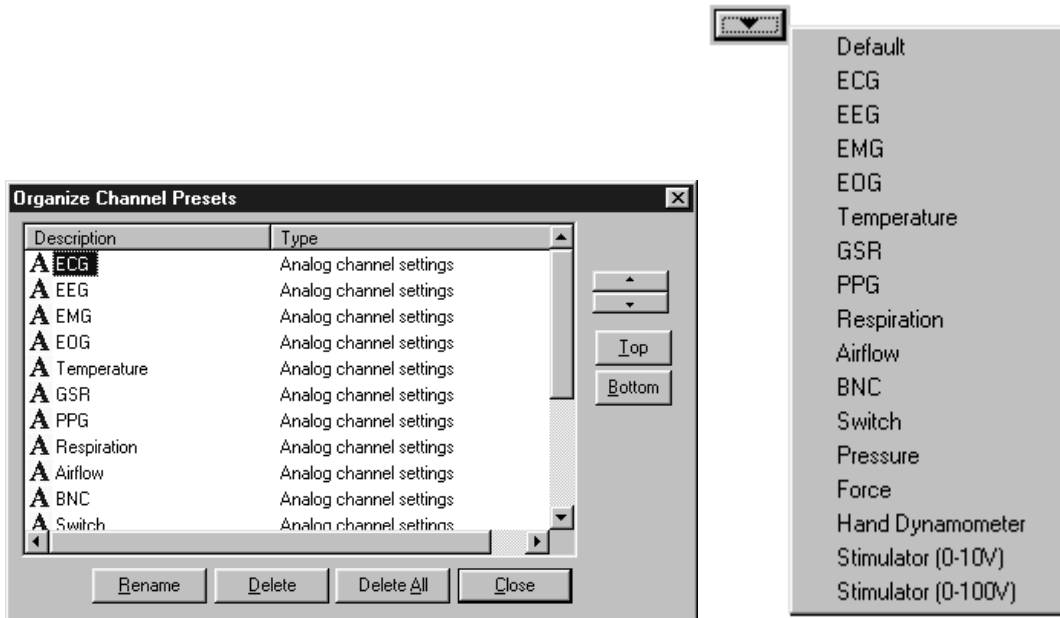 Organize Channel Presets
Description Type
A ECG Analog channel settings
A EEG Analog channel settings
A EMG Analog channel settings
A EOG Analog channel settings
A Temperature Analog channel settings
A GSR Analog channel settings
A PPG Analog channel settings
A Respiration Analog channel settings
A Airflow Analog channel settings
A BNC Analog channel settings
A Switch Analog channel settings
Top
Bottom
Rename Delete Delete All Close
Default
ECG
EEG
EMG
EOG
Temperature
GSR
PPG
Respiration
Airflow
BNC
Switch
Pressure
Force
Hand Dynamometer
Stimulator (0-10V)
Stimulator (0-100V)